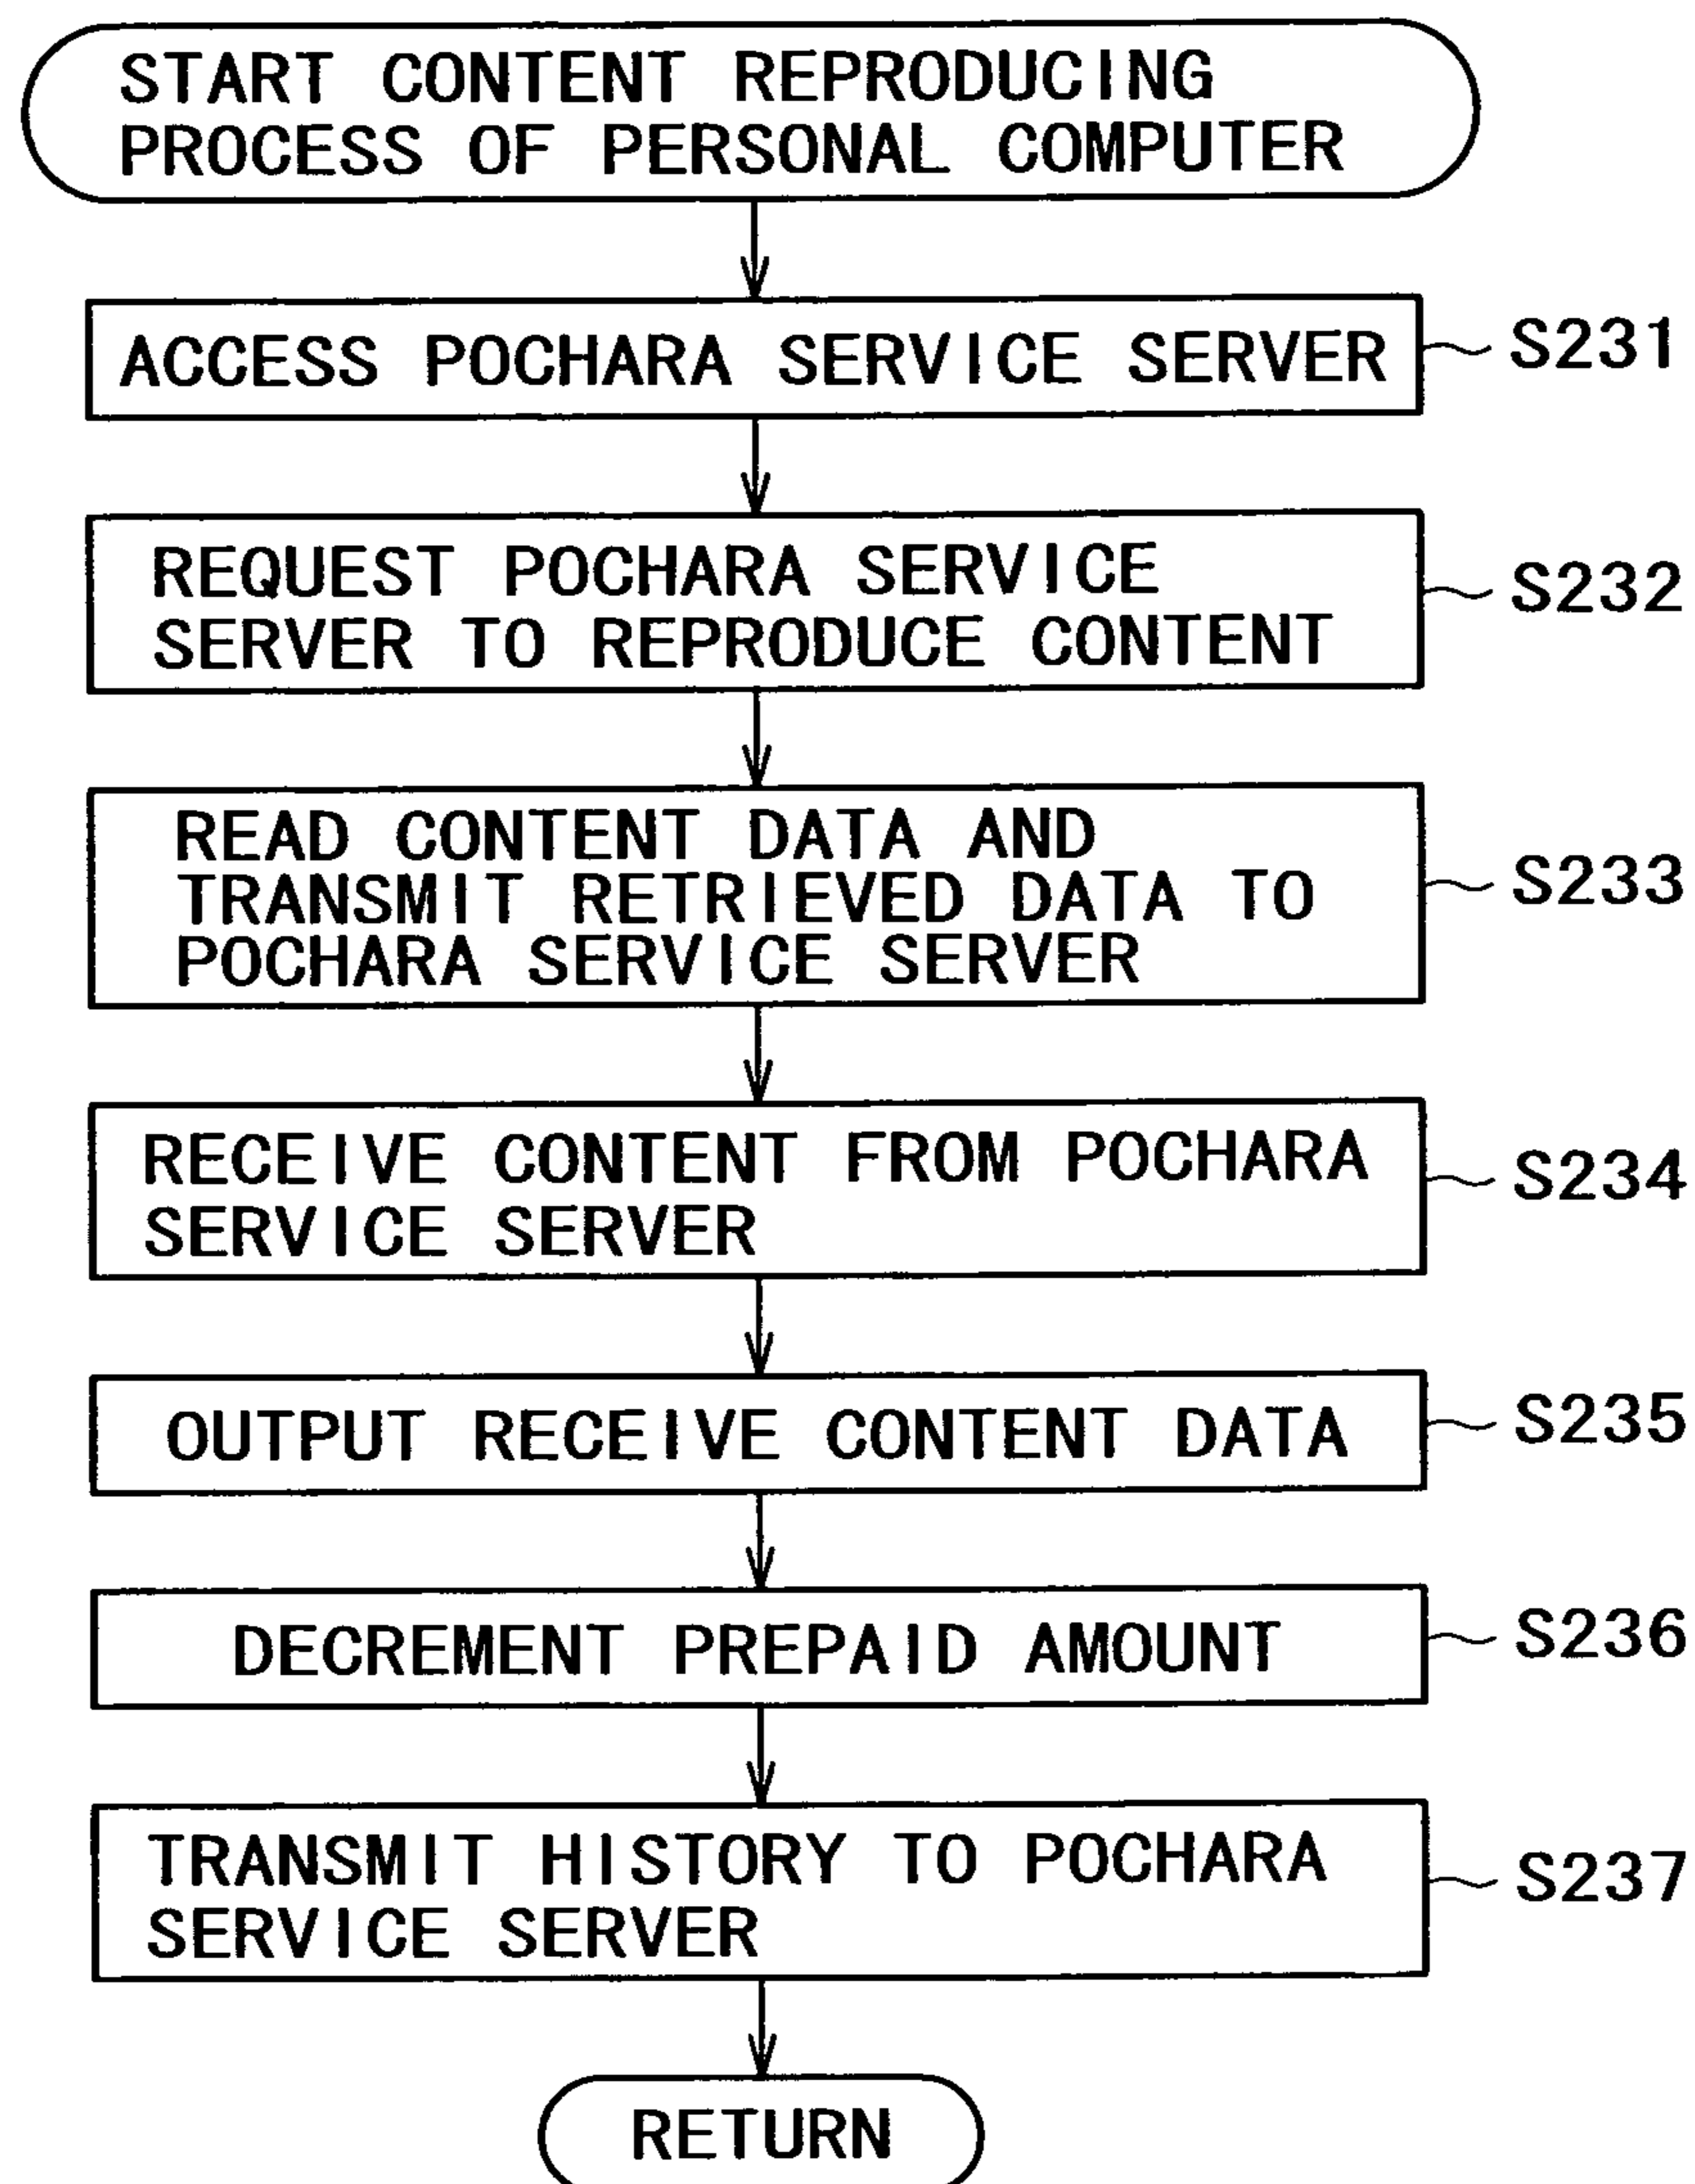 START CONTENT REPRODUCING
PROCESS OF PERSONAL COMPUTER
ACCESS POCHARA SERVICE SERVER
S231
REQUEST POCHARA SERVICE
SERVER TO REPRODUCE CONTENT
S232
READ CONTENT DATA AND
TRANSMIT RETRIEVED DATA TO
POCHARA SERVICE SERVER
S233
RECEIVE CONTENT FROM POCHARA
SERVICE SERVER
S234
OUTPUT RECEIVE CONTENT DATA
S235
DECREMENT PREPAID AMOUNT
S236
TRANSMIT HISTORY TO POCHARA
SERVICE SERVER
S237
RETURN